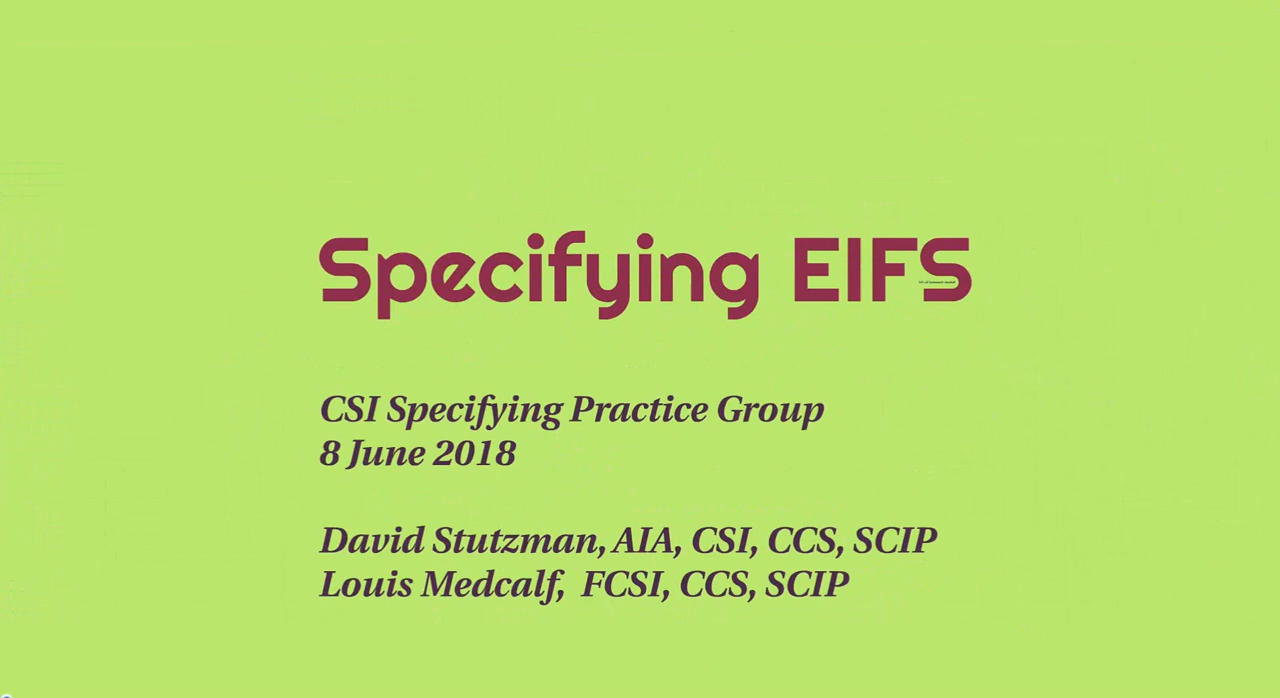 Specifying EIFS
CSI Specifying Practice Group
8 June 2018
David Stutzman, AIA, CSI, CCS, SCIP
Louis Medcalf, FCSI, CCS, SCIP